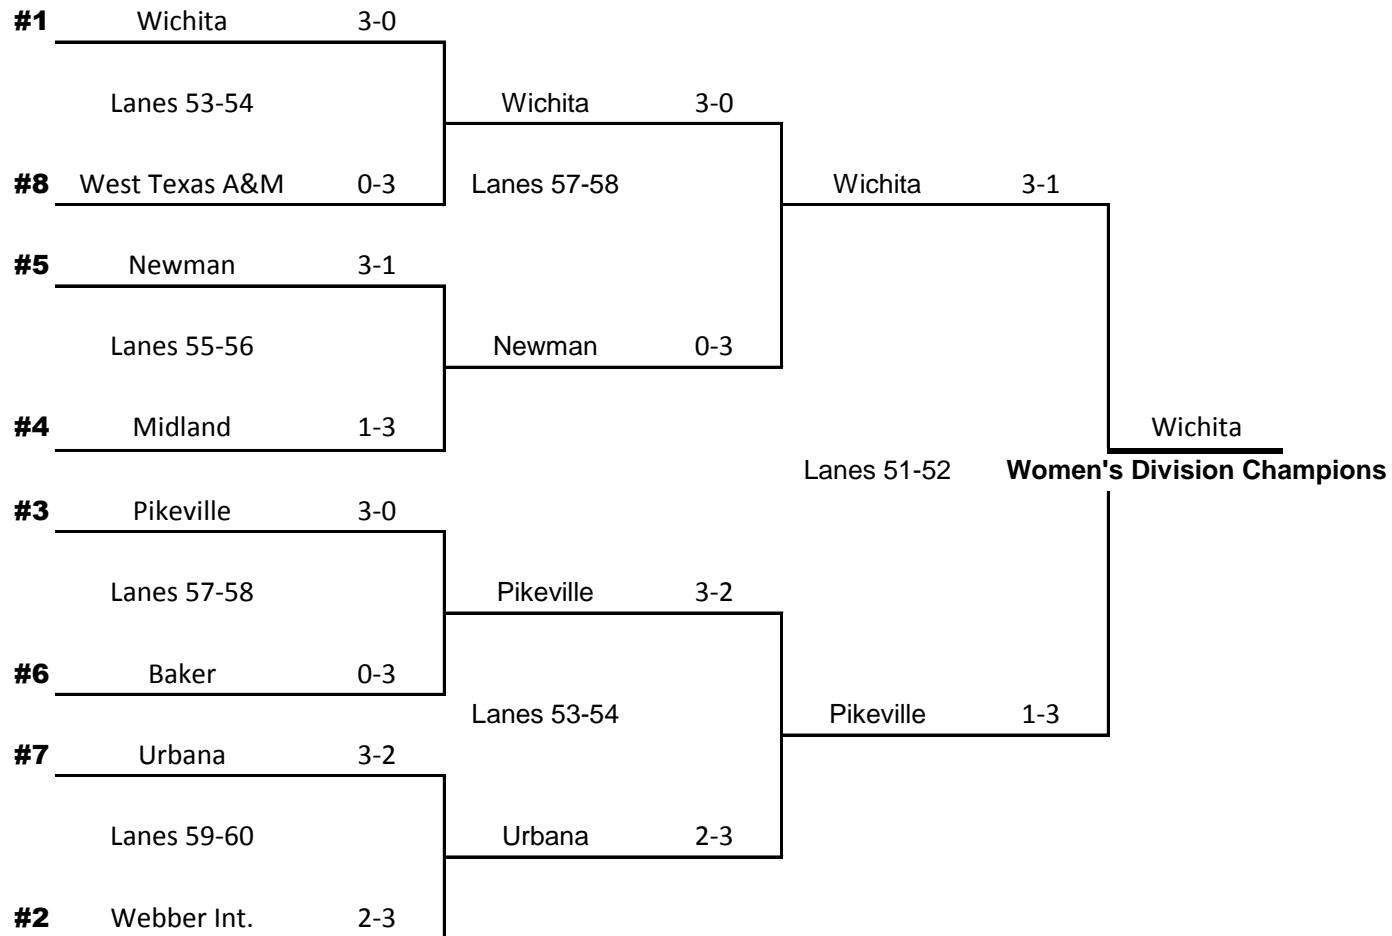 #1 Wichita 3-0
Lanes 53-54 Wichita 3-0
#8 West Texas A&M 0-3 Lanes 57-58 Wichita 3-1
#5 Newman 3-1
Lanes 55-56 Newman 0-3
#4 Midland 1-3 Wichita
Lanes 51-52 Women's Division Champions
#3 Pikeville 3-0
Lanes 57-58 Pikeville 3-2
#6 Baker 0-3
Lanes 53-54 Pikeville 1-3
#7 Urbana 3-2
Lanes 59-60 Urbana 2-3
#2 Webber Int. 2-3